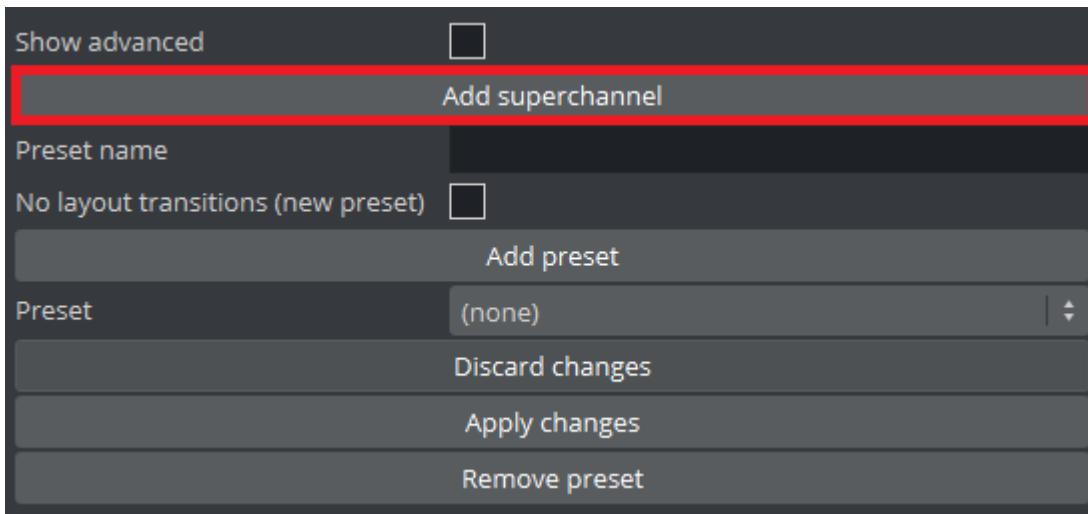 Show advanced
Add superchannel
Preset name
No layout transitions (new preset)
Add preset
Preset (none)
Discard changes
Apply changes
Remove preset